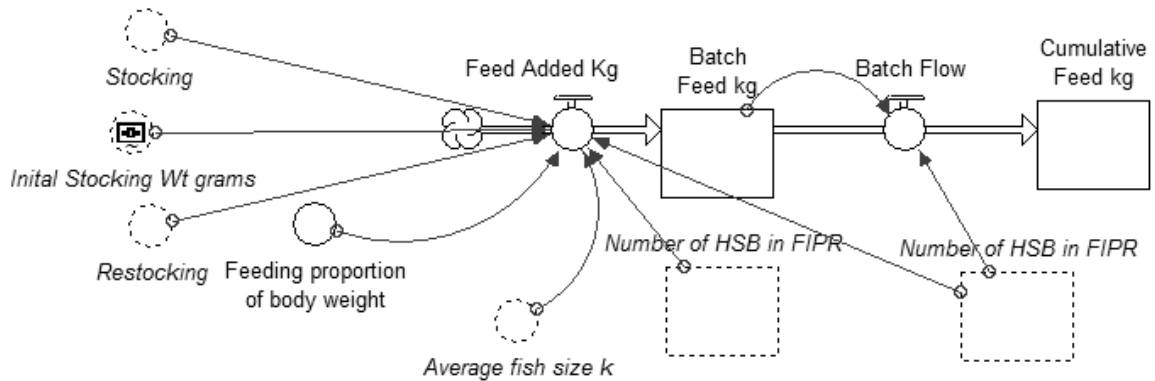 Stocking
Feed Added Kg
Batch
Feed kg
Batch Flow
Cumulative
Feed kg
Inital Stocking Wt grams
Restocking
Feeding proportion
of body weight
Number of HSB in FIPR
Number of HSB in FIPR
Average fish size k